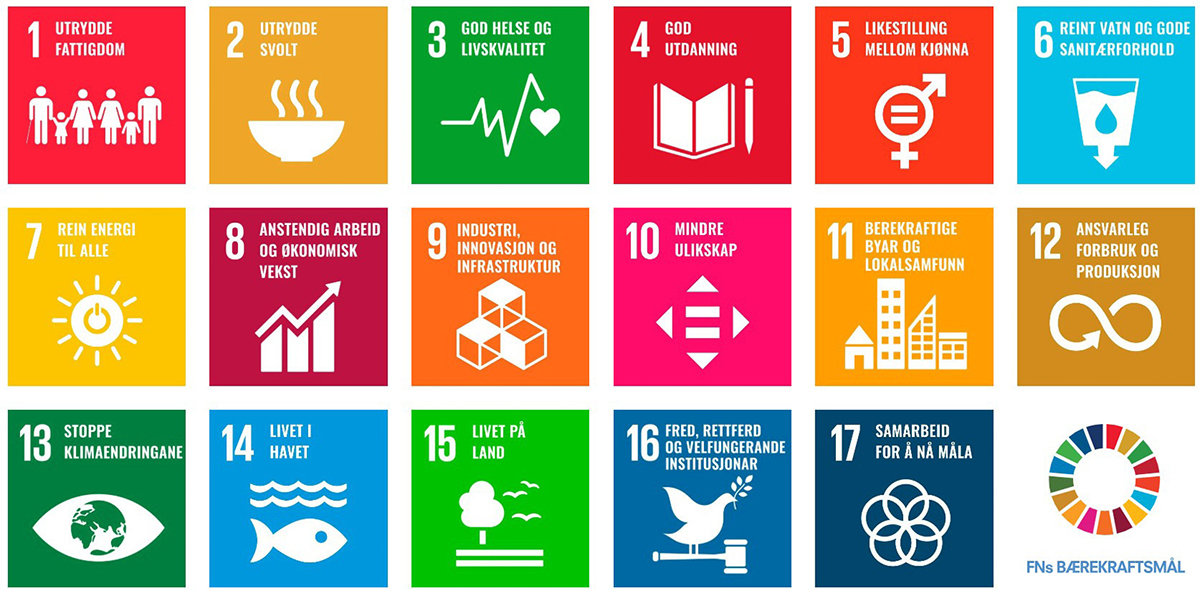 1 UTRYDDE
FATTIGDOM
2 UTRYDDE
SVOLT
3 GOD HELSE OG
LIVSKVALITET
4 GOD
UTDANNING
5 LIKESTILLING
MELLOM KJØNNA
6 REINT VATN OG GODE
SANITÆRFORHOLD
7 REIN ENERGI
TIL ALLE
8 ANSTENDIG ARBEID
OG ØKONOMISK
VEKST
9 INDUSTRI,
INNOVASJON OG
INFRASTRUKTUR
10 MINDRE
ULIKSKAP
11 BEREKRAFTIGE
BYAR OG
LOKALSAMFUNN
12 ANSVARLEG
FORBRUK OG
PRODUKSJON
13 STOPPE
KLIMAENDRINGANE
14 LIVET I
HAVET
15 LIVET PÅ
LAND
16 FRED, RETTFERD
OG VELFUNGERANDE
INSTITUSJONAR
17 SAMARBEID
FOR Å NÅ MÅLA
FNs BÆREKRAFTSMÅL